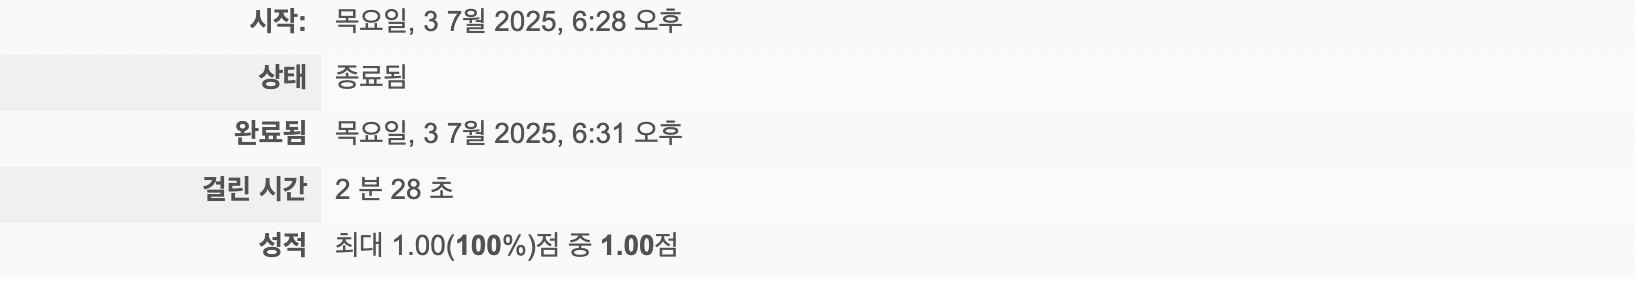 시작: 목요일, 3 7월 2025, 6:28 오후
상태 종료됨
완료됨 목요일, 3 7월 2025, 6:31 오후
걸린 시간 2 분 28 초
성적 최대 1.00(100%)점 중 1.00점